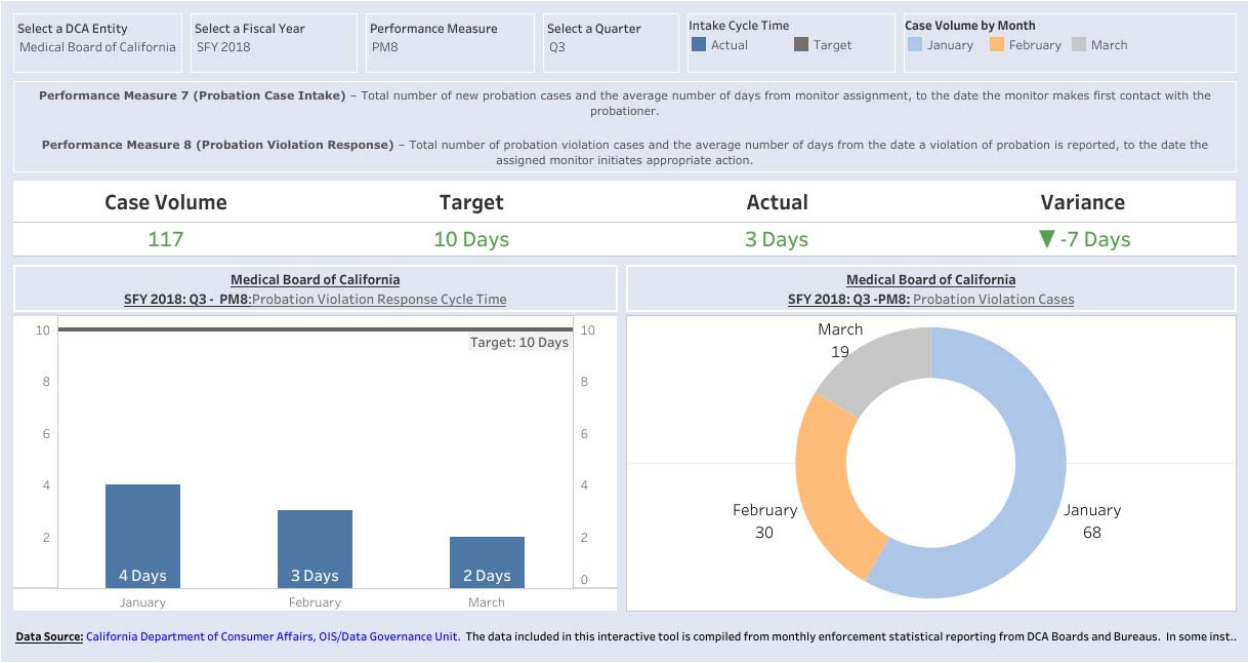 Select a DCA Entity
Medical Board of California
Select a Fiscal Year
SFY 2018
Performance Measure
PM8
Select a Quarter
Q3
Intake Cycle Time
Actual Target
Case Volume by Month
January February March
Performance Measure 7 (Probation Case Intake) – Total number of new probation cases and the average number of days from monitor assignment, to the date the monitor makes first contact with the
probationer.
Performance Measure 8 (Probation Violation Response) – Total number of probation violation cases and the average number of days from the date a violation of probation is reported, to the date the
assigned monitor initiates appropriate action.
Case Volume Target Actual Variance
117 10 Days 3 Days ▼ -7 Days
Medical Board of California
SFY 2018: Q3 - PM8:Probation Violation Response Cycle Time
10 10
Target: 10 Days
8 8
6 6
4 4
2 2
4 Days 3 Days 2 Days 0
January February March
Medical Board of California
SFY 2018: Q3 -PM8: Probation Violation Cases
March
19
February
30
January
68
Data Source: California Department of Consumer Affairs, OIS/Data Governance Unit. The data included in this interactive tool is compiled from monthly enforcement statistical reporting from DCA Boards and Bureaus. In some inst..